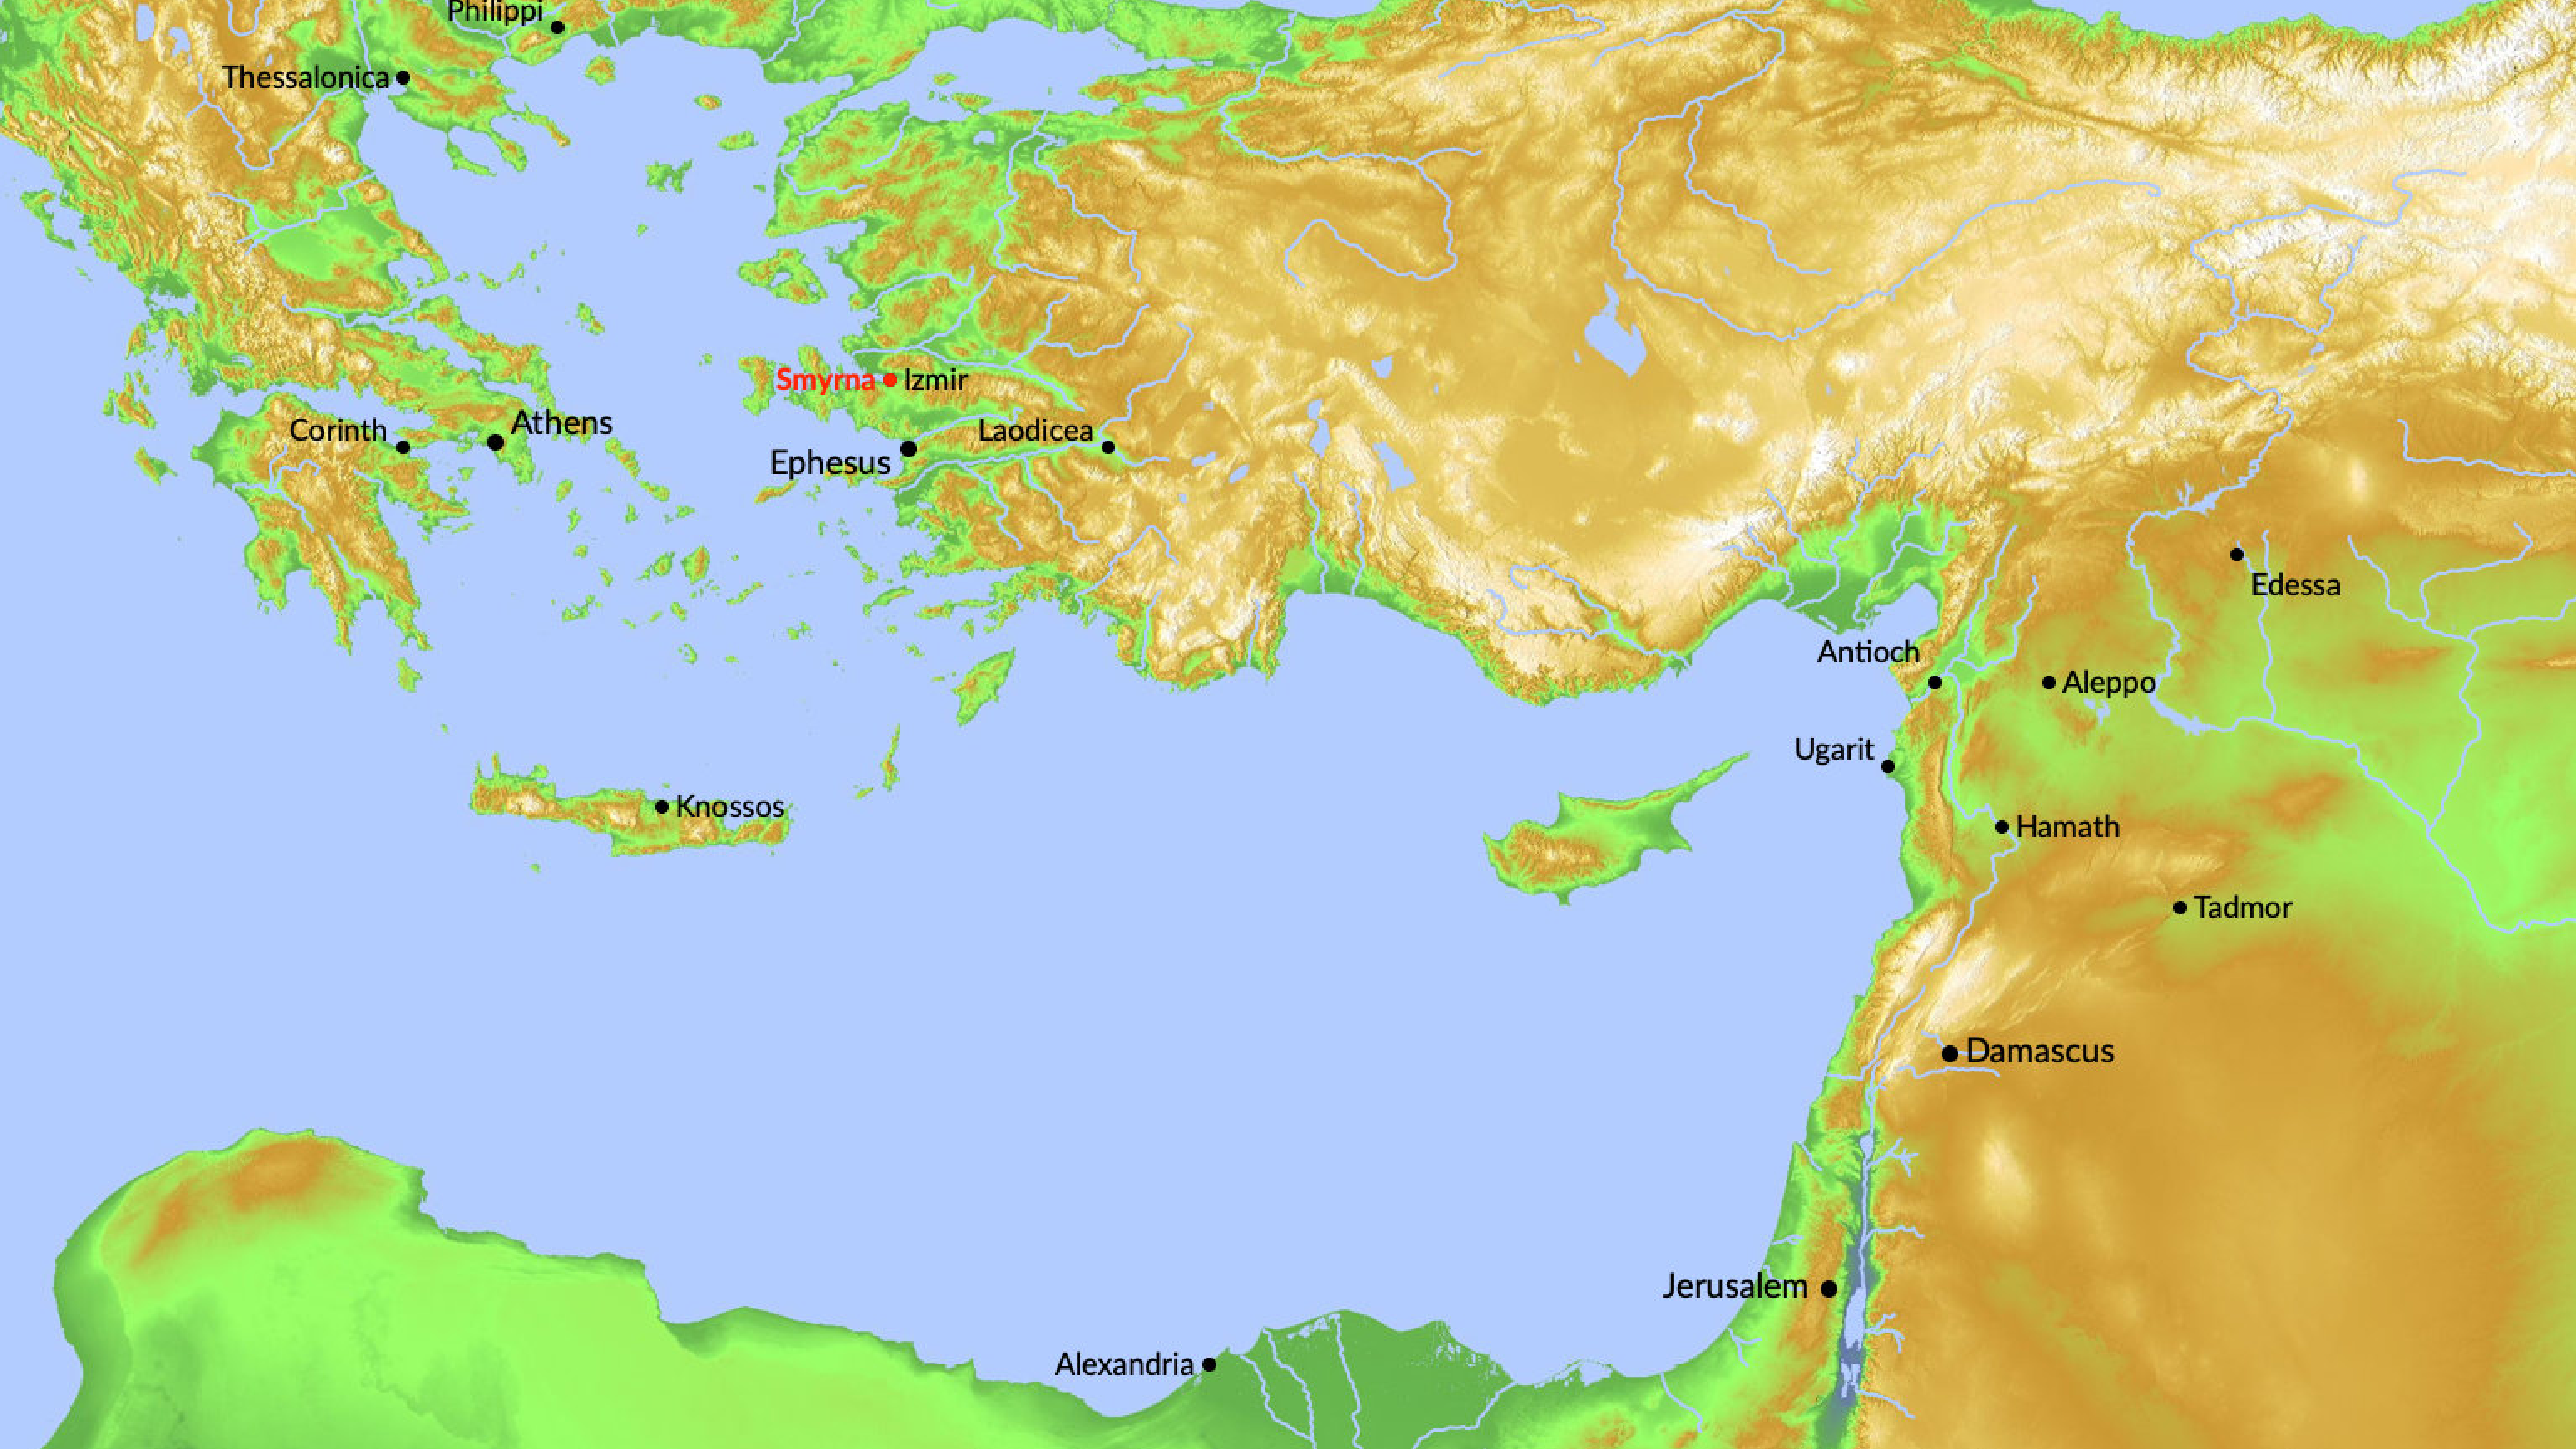 Philippi
Thessalonica
Smyrna Izmir
Corinth
Athens
Laodicea
Ephesus
Edessa
Antioch
Aleppo
Ugarit
Knossos
Hamath
Tadmor
Damascus
Jerusalem
Alexandria